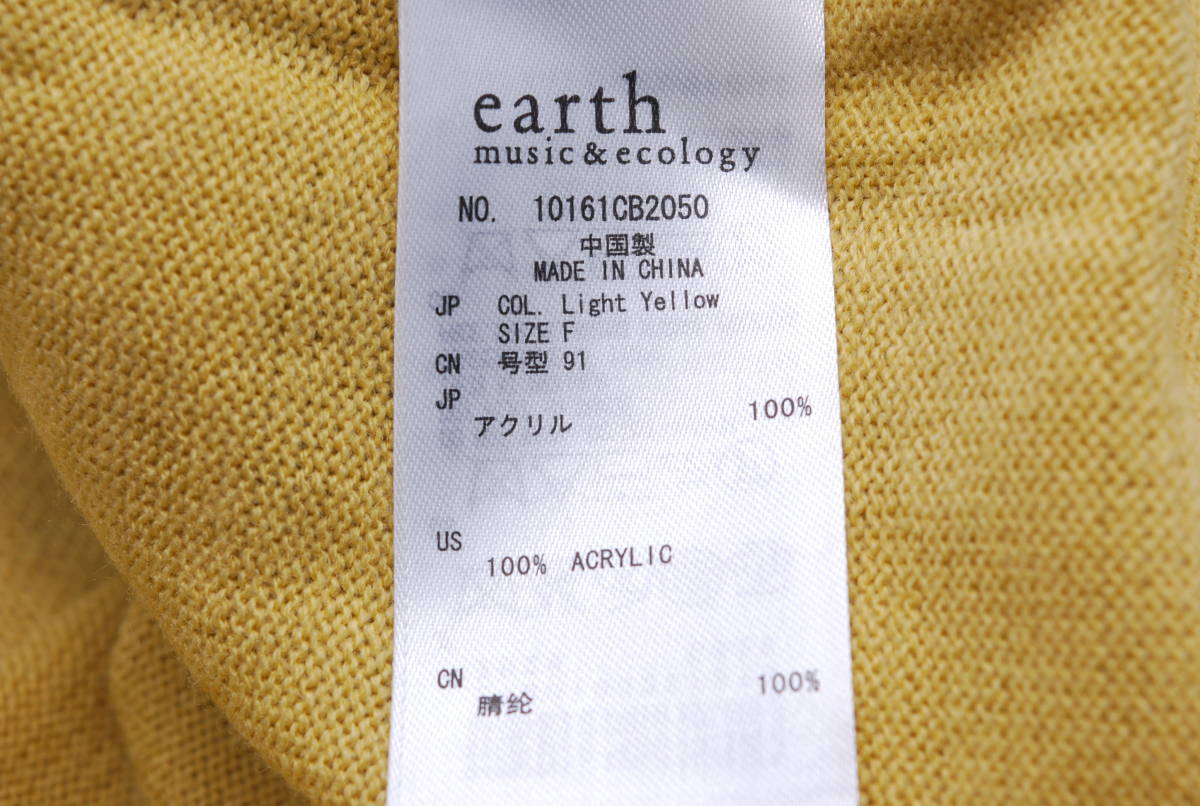 earth
music & ecology
NO. 10161CB2050
中国製
MADE IN CHINA
JP COL. Light Yellow
SIZE F
CN 号型 91
JP
アクリル 100%
US
100% ACRYLIC
CN
腈纶 100%